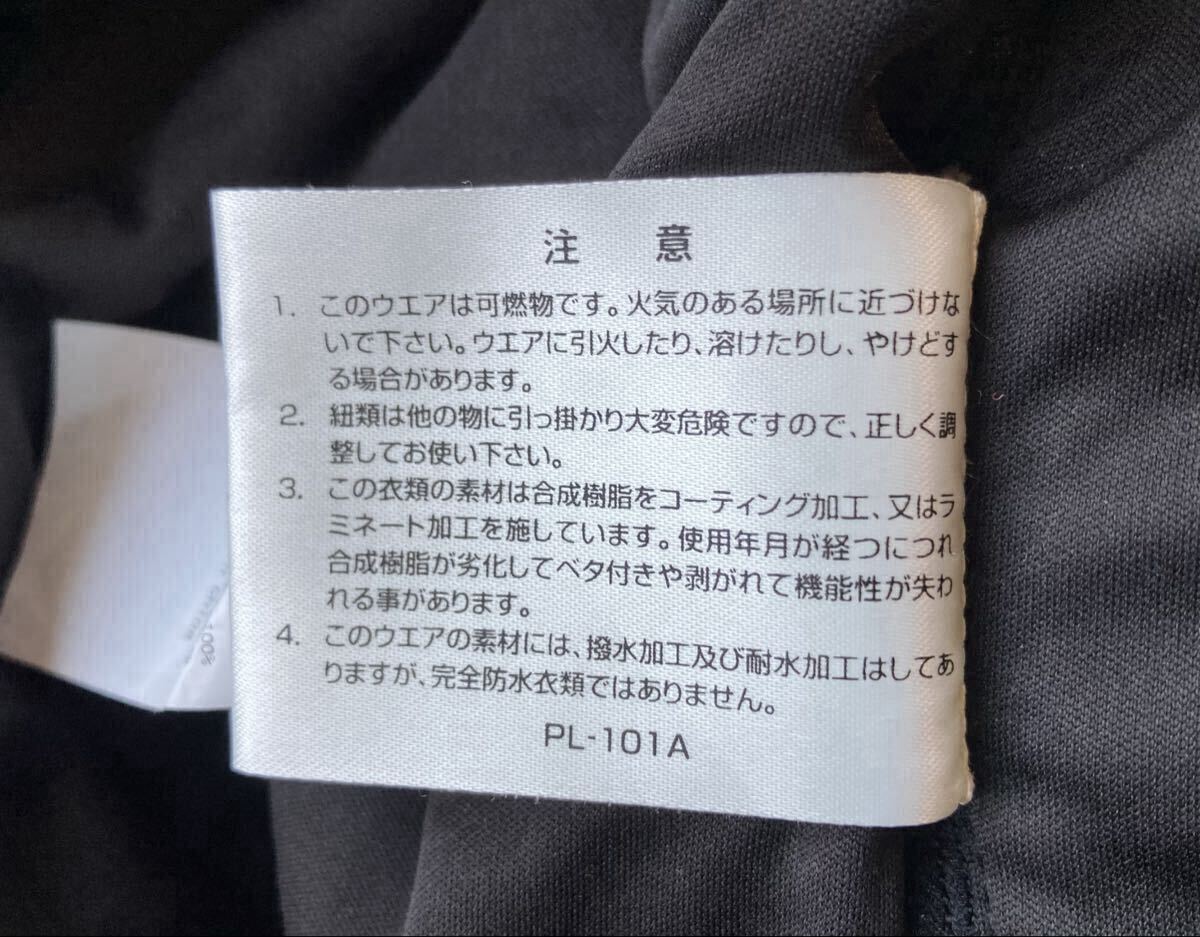 注 意
1. このウエアは可燃物です。火気のある場所に近づけな
いで下さい。ウエアに引火したり、溶けたりし、やけどす
る場合があります。
2. 紐類は他の物に引っ掛かり大変危険ですので、正しく調
整してお使い下さい。
3. この衣類の素材は合成樹脂をコーティング加工、又はラ
ミネート加工を施しています。使用年月が経つにつれ
合成樹脂が劣化してベタ付きや剥がれて機能性が失わ
れる事があります。
4. このウエアの素材には、撥水加工及び耐水加工はしてあ
りますが、完全防水衣類ではありません。
PL-101A
100%